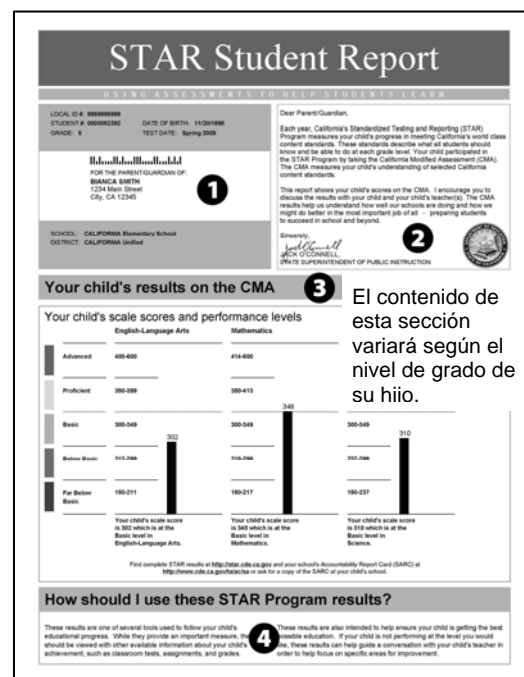 STAR Student Report
USING ASSESSMENTS TO HELP STUDENTS LEARN
LOCAL ID #: 9999999999
STUDENT #: 0000062392 DATE OF BIRTH: 11/20/1998
GRADE: 5 TEST DATE: Spring 2009
FOR THE PARENT/GUARDIAN OF:
BIANCA SMITH
1234 Main Street
City, CA 12345
1
SCHOOL: CALIFORNIA Elementary School
DISTRICT: CALIFORNIA Unified
Dear Parent/Guardian,
Each year, California's Standardized Testing and Reporting (STAR)
Program measures your child's progress in meeting California's world class
content standards. These standards describe what all students should
know and be able to do at each grade level. Your child participated in
the STAR Program by taking the California Modified Assessment (CMA).
The CMA measures your child's understanding of selected California
content standards.
This report shows your child's scores on the CMA. I encourage you to
discuss the results with your child and your child's teacher(s). The CMA
results help us understand how well our schools are doing and how we
might do better in the most important job of all - preparing students
to succeed in school and beyond.
Sincerely,
2
JACK O'CONNELL,
STATE SUPERINTENDENT OF PUBLIC INSTRUCTION
Your child's results on the CMA
3
El contenido de
esta sección
variará según el
nivel de grado de
su hijo.
Your child's scale scores and performance levels
English-Language Arts Mathematics
Advanced 400-600 414-600
Proficient 350-399 350-413
348
Basic 300-349 300-349 300-349
302 310
Below Basic
Far Below 150-211 150-217 150-237
Basic
Your child's scale score Your child's scale score Your child's scale score
is 302 which is at the is 348 which is at the is 310 which is at the
Basic level in Basic level in Basic level in
English-Language Arts. Mathematics. Science.
Find complete STAR results at http://star.cde.ca.gov and your school's Accountability Report Card (SARC) at
http://www.cde.ca.gov/ta/ac/sa or ask for a copy of the SARC at your child's school.
How should I use these STAR Program results?
These results are one of several tools used to follow your child's
educational progress. While they provide an important measure, the
should be viewed with other available information about your child's
achievement, such as classroom tests, assignments, and grades.
4
These results are also intended to help ensure your child is getting the best
possible education. If your child is not performing at the level you would
like, these results can help guide a conversation with your child's teacher in
order to help focus on specific areas for improvement.